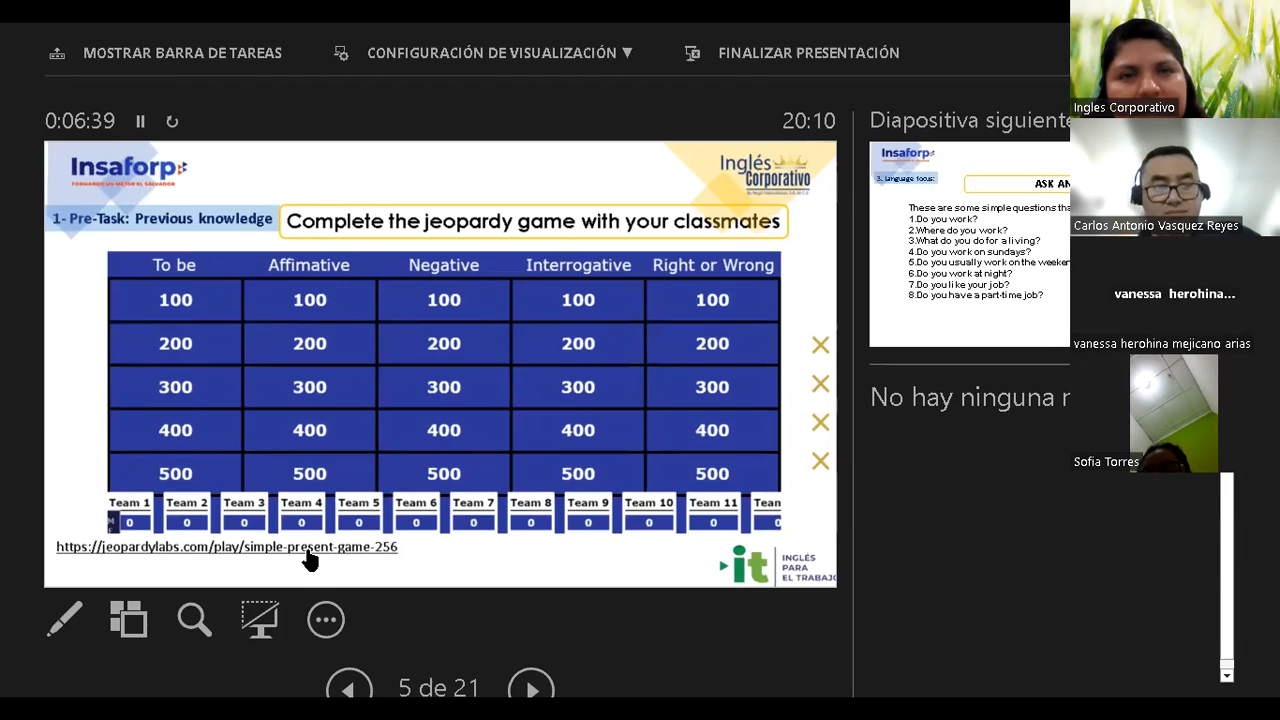 MOSTRAR BARRA DE TAREAS
CONFIGURACIÓN DE VISUALIZACIÓN ▼
FINALIZAR PRESENTACIÓN
0:06:39
20:10
Insaforp
FORMANDO UN MEJOR EL SALVADOR
Inglés
Corporativo
1- Pre-Task: Previous knowledge
Complete the jeopardy game with your classmates
To be Affimative Negative Interrogative Right or Wrong
100 100 100 100 100
200 200 200 200 200
300 300 300 300 300
400 400 400 400 400
500 500 500 500 500
Team 1 Team 2 Team 3 Team 4 Team 5 Team 6 Team 7 Team 8 Team 9 Team 10 Team 11 Team
0 0 0 0 0 0 0 0 0 0 0 0
https://jeopardylabs.com/play/simple-present-game-256
it
INGLÉS
PARA
EL TRABAJO
5 de 21
Diapositiva siguiente
Insaforp
3. Language focus:
ASK AN
These are some simple questions tha
1.Do you work?
2.Where do you work?
3.What do you do for a living?
4.Do you work on sundays?
5.Do you usually work on the weeken
6.Do you work at night?
7.Do you like your job?
8.Do you have a part-time job?
No hay ninguna
Ingles Corporativo
Carlos Antonio Vasquez Reyes
vanessa herohina...
vanessa herohina mejicano arias
Sofia Torres